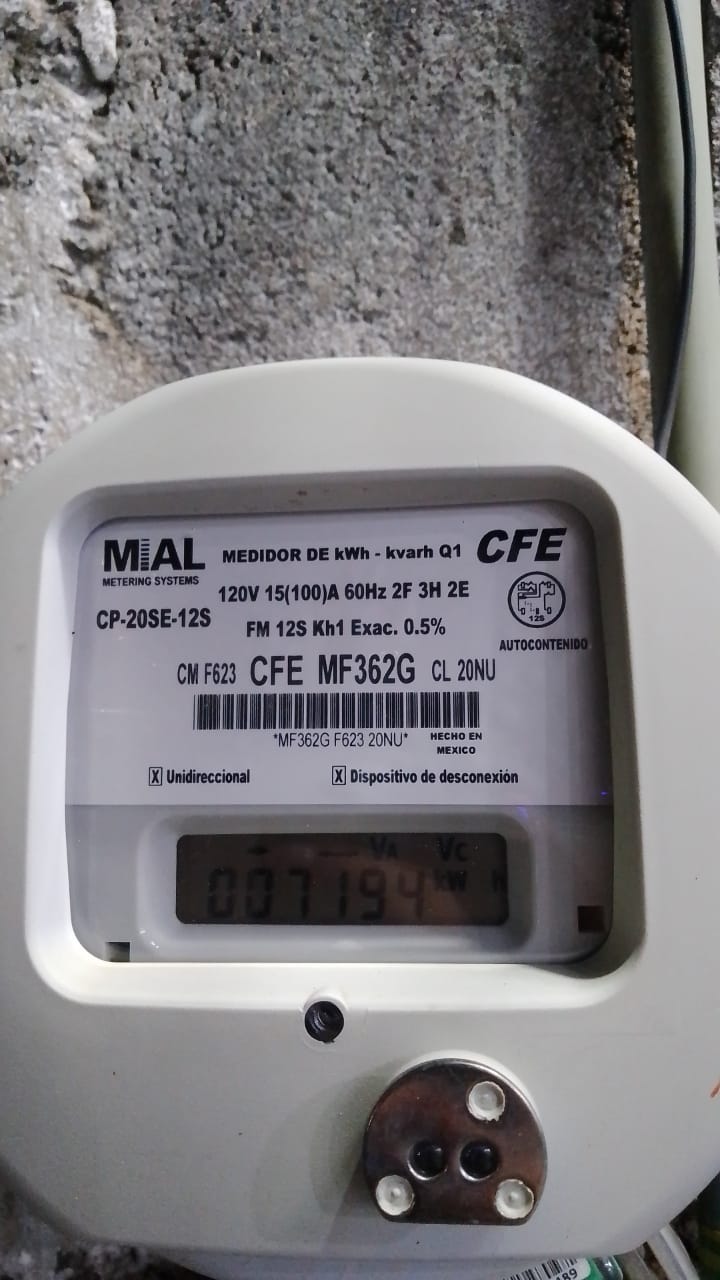 MIAL
METERING SYSTEMS
MEDIDOR DE kWh - kvarh Q1
CFE
120V 15(100)A 60Hz 2F 3H 2E
CP-20SE-12S
FM 12S Kh1 Exac. 0.5%
12S
AUTOCONTENIDO
CM F623 CFE MF362G CL 20NU
*MF362G F623 20NU*
HECHO EN
MEXICO
X Unidireccional
X Dispositivo de desconexión
VA VC
007194 kW h